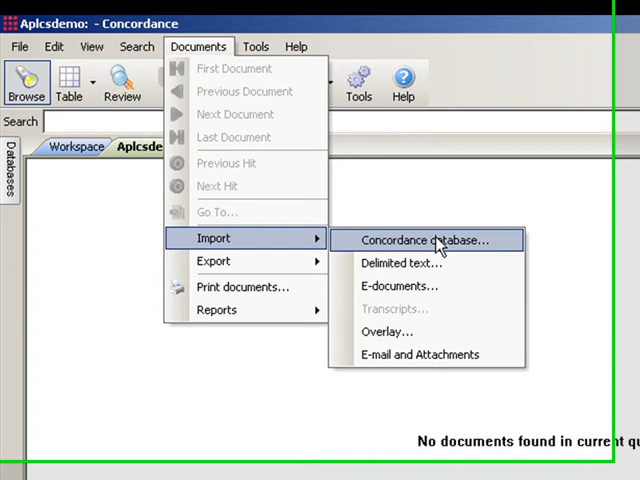 Aplcsdemo: - Concordance
File Edit View Search Documents Tools Help
Browse Table Review Tools Help
Search
Workspace
Databases
First Document
Previous Document
Next Document
Last Document
Previous Hit
Next Hit
Go To...
Import
Export
Print documents...
Reports
Concordance database...
Delimited text...
E-documents...
Transcripts...
Overlay...
E-mail and Attachments
No documents found in current